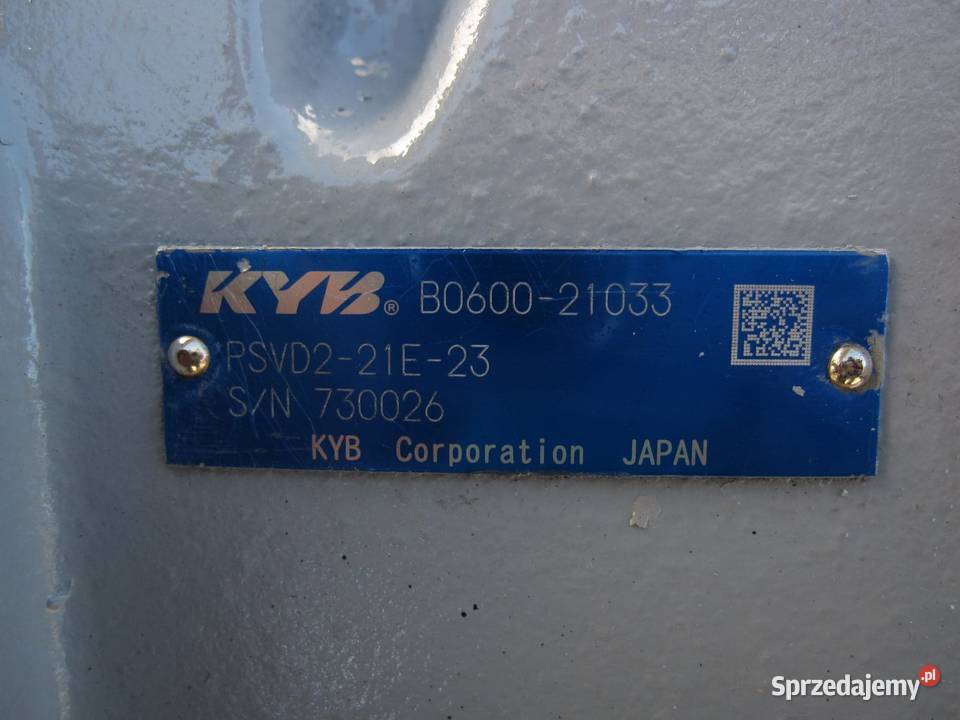 KYB® B0600-21033
PSVD2-21E-23
S/N 730026
KYB Corporation JAPAN
Sprzedajemy.pl